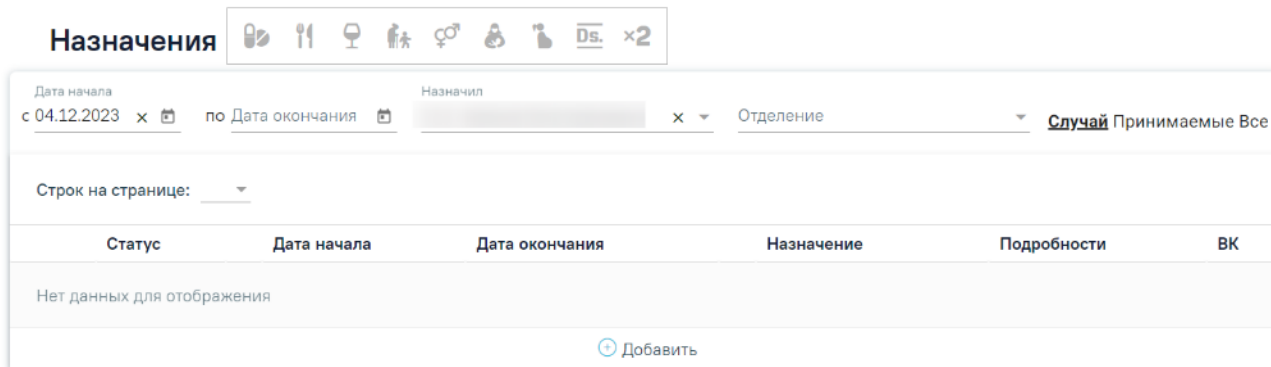 Назначения Ds. ×2
Дата начала Назначил
с 04.12.2023 по Дата окончания Отделение Случай Принимаемые Все
Строк на странице:
Статус Дата начала Дата окончания Назначение Подробности ВК
Нет данных для отображения
Добавить